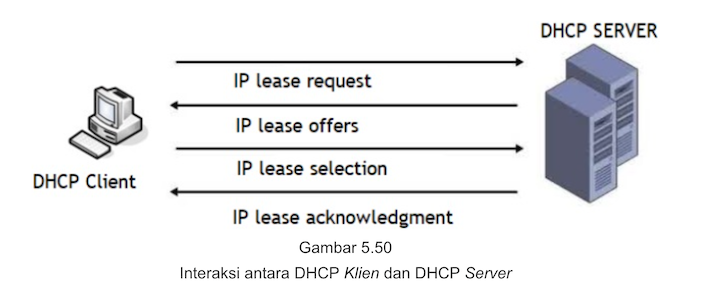 DHCP SERVER
IP lease request
IP lease offers
IP lease selection
DHCP Client
IP lease acknowledgment
Gambar 5.50
Interaksi antara DHCP Klien dan DHCP Server